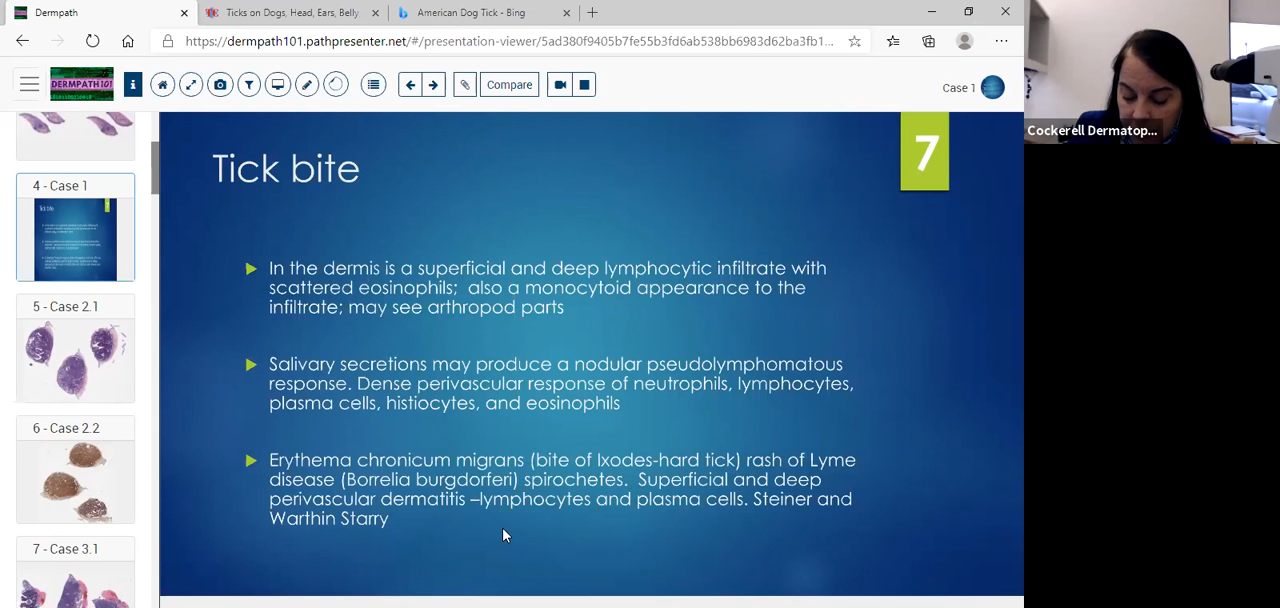 Dermpath
Ticks on Dogs, Head, Ears, Belly
American Dog Tick - Bing
https://dermpath101.pathpresenter.net/#/presentation-viewer/5ad380f9405b7fe55b3fd6ab538bb6983d62ba3fb1...
DERMPATH 101
i
Compare
Case 1
Cockerell Dermatop...
4 - Case 1
5 - Case 2.1
6 - Case 2.2
7 - Case 3.1
7
Tick bite
In the dermis is a superficial and deep lymphocytic infiltrate with
scattered eosinophils; also a monocytoid appearance to the
infiltrate; may see arthropod parts
Salivary secretions may produce a nodular pseudolymphomatous
response. Dense perivascular response of neutrophils, lymphocytes,
plasma cells, histiocytes, and eosinophils
Erythema chronicum migrans (bite of Ixodes-hard tick) rash of Lyme
disease (Borrelia burgdorferi) spirochetes. Superficial and deep
perivascular dermatitis –lymphocytes and plasma cells. Steiner and
Warthin Starry